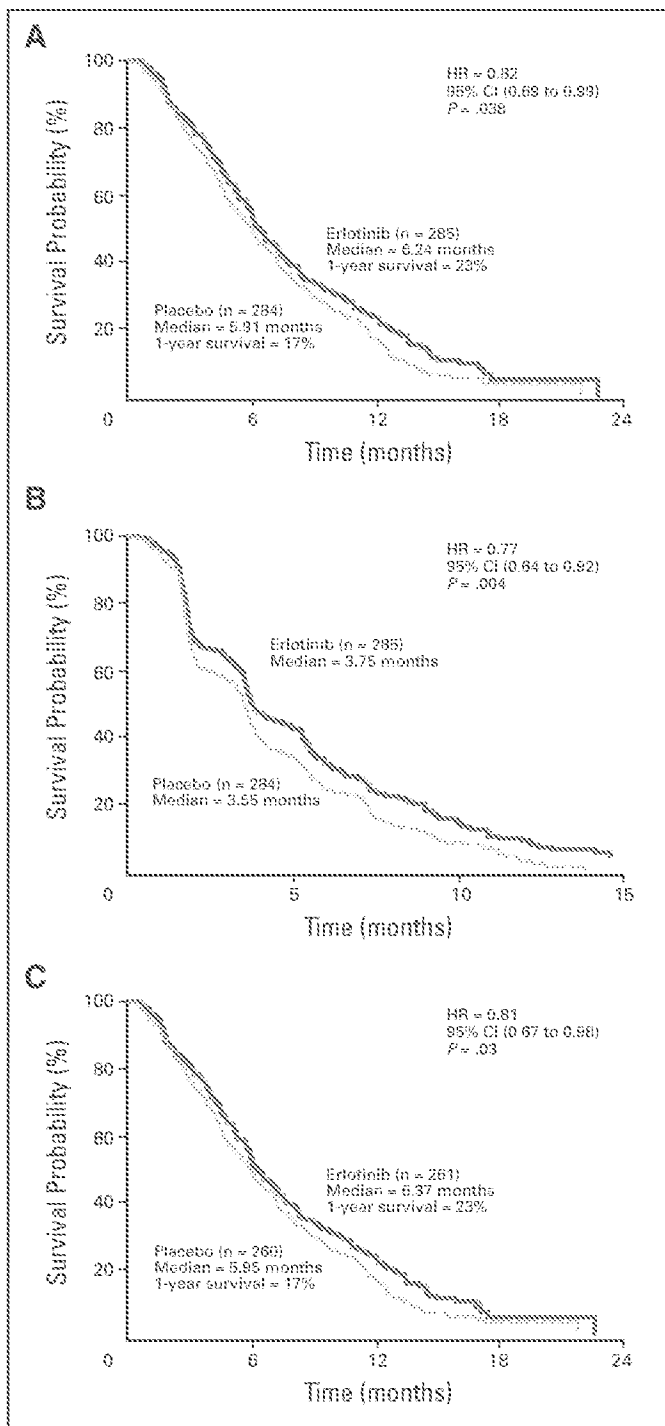 A
Survival Probability (%)
100
80
60
40
20
0
6
12
18
24
Time (months)
HR = 0.82
95% CI (0.69 to 0.99)
P = .038
Erlotinib (n = 285)
Median = 6.24 months
1-year survival = 23%
Placebo (n = 284)
Median = 5.91 months
1-year survival = 17%
B
Survival Probability (%)
100
80
60
40
20
0
5
10
15
Time (months)
HR = 0.77
95% CI (0.64 to 0.92)
P = .004
Erlotinib (n = 285)
Median = 3.75 months
Placebo (n = 284)
Median = 3.55 months
C
Survival Probability (%)
100
80
60
40
20
0
6
12
18
24
Time (months)
HR = 0.81
95% CI (0.67 to 0.98)
P = .03
Erlotinib (n = 261)
Median = 6.37 months
1-year survival = 23%
Placebo (n = 260)
Median = 5.95 months
1-year survival = 17%